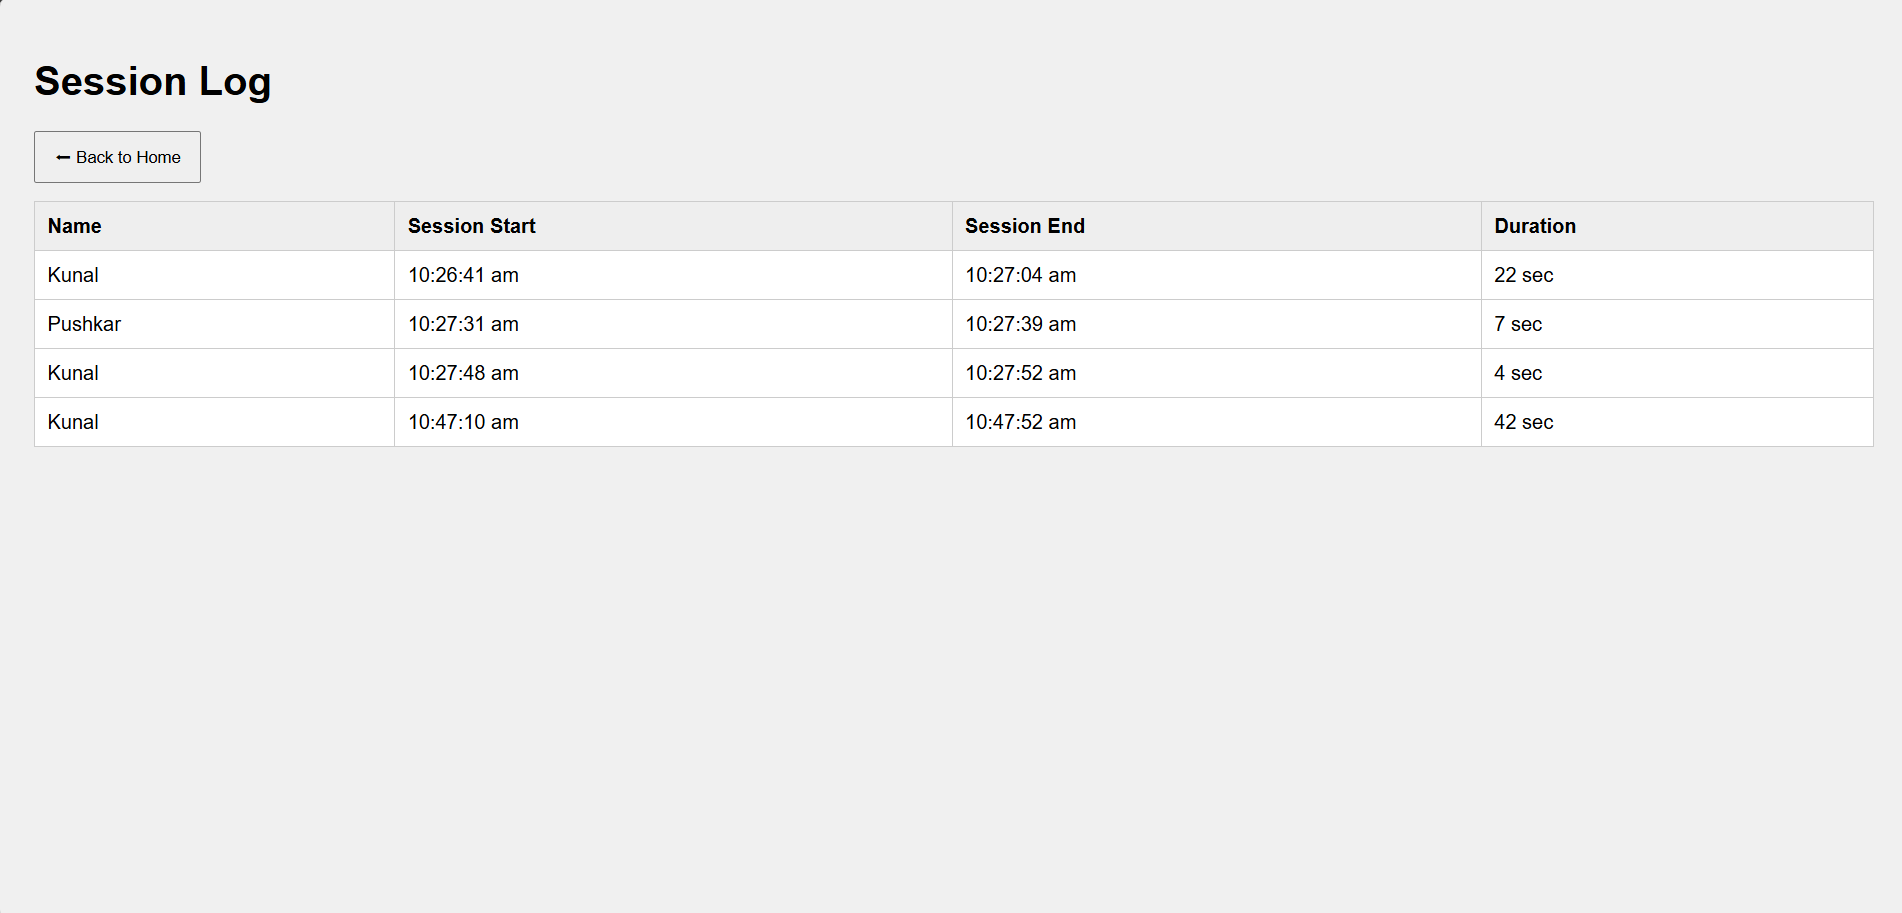 Session Log
← Back to Home
Name Session Start Session End Duration
Kunal 10:26:41 am 10:27:04 am 22 sec
Pushkar 10:27:31 am 10:27:39 am 7 sec
Kunal 10:27:48 am 10:27:52 am 4 sec
Kunal 10:47:10 am 10:47:52 am 42 sec